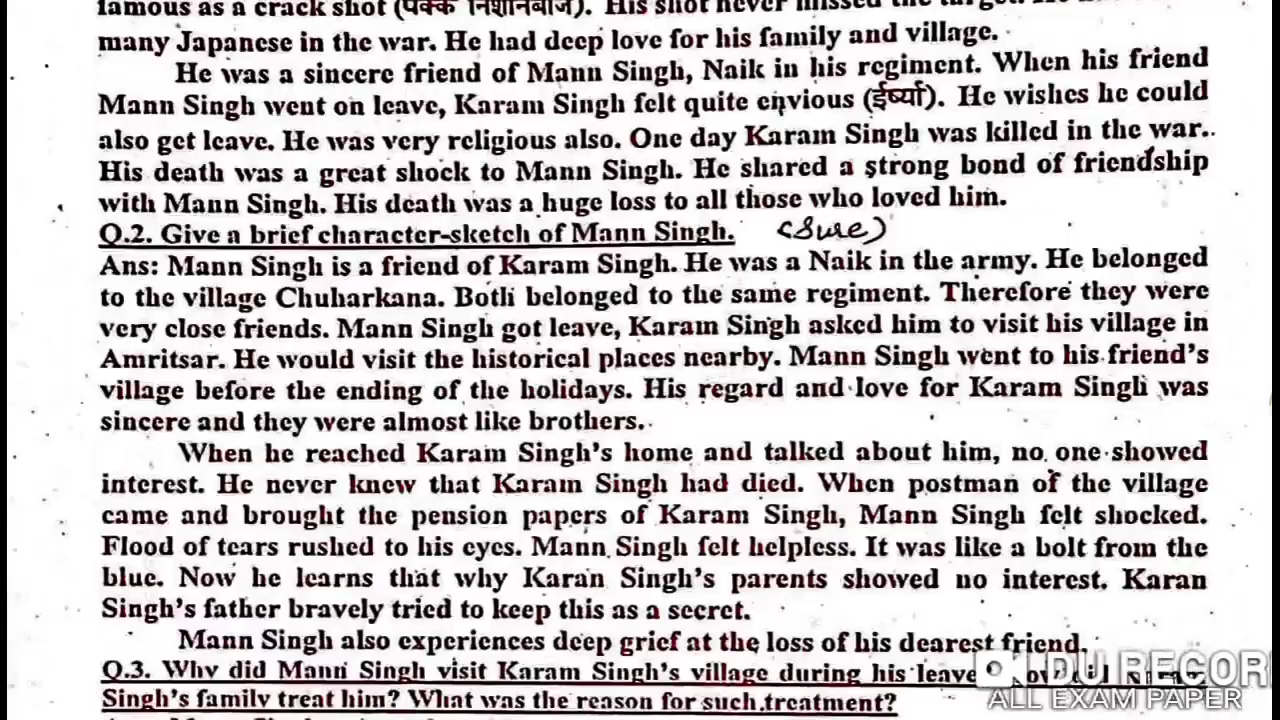 famous as a crack shot (पक्के निशानेबाज). His shot never missed the target. He had
many Japanese in the war. He had deep love for his family and village.
He was a sincere friend of Mann Singh, Naik in his regiment. When his friend
Mann Singh went on leave, Karam Singh felt quite envious (ईर्ष्या). He wishes he could
also get leave. He was very religious also. One day Karam Singh was killed in the war.
His death was a great shock to Mann Singh. He shared a strong bond of friendship
with Mann Singh. His death was a huge loss to all those who loved him.
Q.2. Give a brief character-sketch of Mann Singh. (Sure)
Ans: Mann Singh is a friend of Karam Singh. He was a Naik in the army. He belonged
to the village Chuharkana. Both belonged to the same regiment. Therefore they were
very close friends. Mann Singh got leave, Karam Singh asked him to visit his village in
Amritsar. He would visit the historical places nearby. Mann Singh went to his friend's
village before the ending of the holidays. His regard and love for Karam Singh was
sincere and they were almost like brothers.
When he reached Karam Singh's home and talked about him, no one showed
interest. He never knew that Karam Singh had died. When postman of the village
came and brought the pension papers of Karam Singh, Mann Singh felt shocked.
Flood of tears rushed to his eyes. Mann Singh felt helpless. It was like a bolt from the
blue. Now he learns that why Karan Singh's parents showed no interest. Karan
Singh's father bravely tried to keep this as a secret.
Mann Singh also experiences deep grief at the loss of his dearest friend.
Q.3. Why did Mann Singh visit Karam Singh's village during his leave
Singh's family treat him? What was the reason for such treatment?
DU RECOR
ALL EXAM PAPER